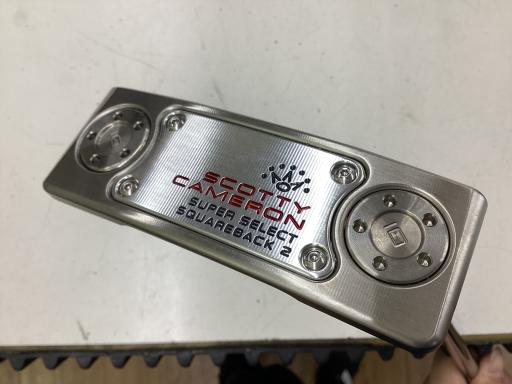 SCOTTY
CAMERON
SUPER SELECT
SQUAREBACK 2